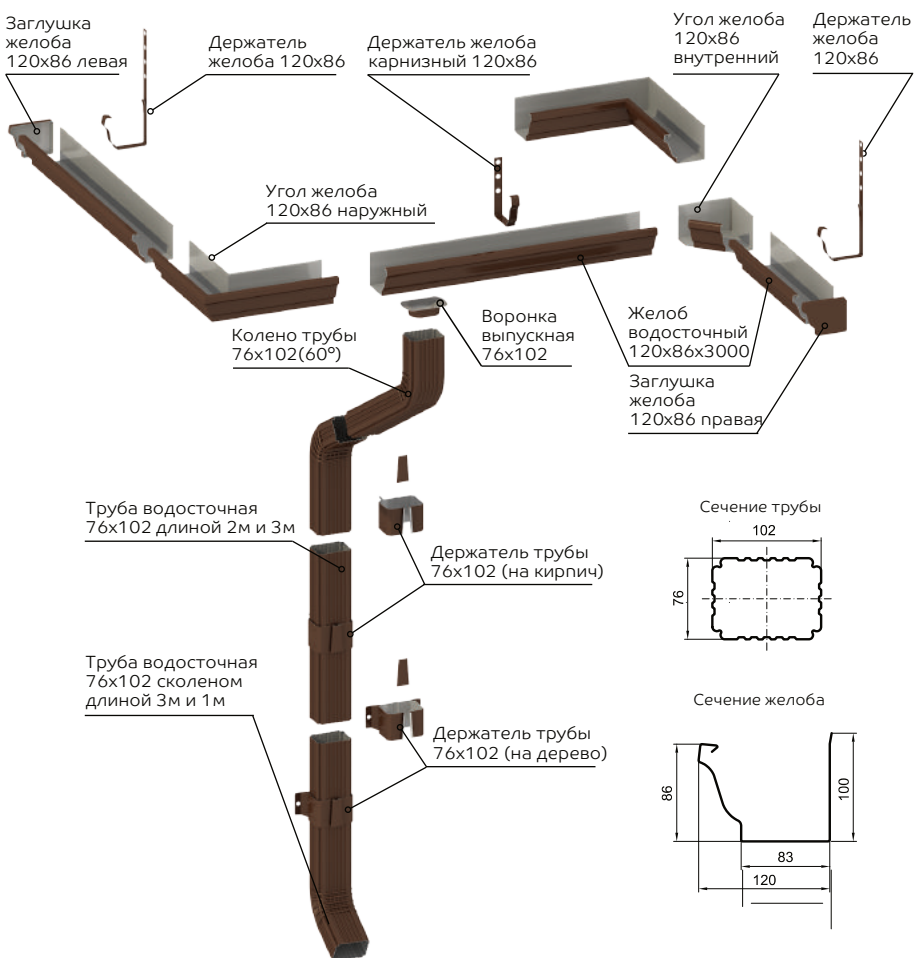 Заглушка
желоба
120х86 левая
Держатель
желоба 120х86
Держатель желоба
карнизный 120х86
Угол желоба
120х86
внутренний
Держатель
желоба
120х86
Угол желоба
120х86 наружный
Колено трубы
76х102(60°)
Воронка
выпускная
76х102
Желоб
водосточный
120х86х3000
Заглушка
желоба
120х86 правая
Труба водосточная
76х102 длиной 2м и 3м
Держатель трубы
76х102 (на кирпич)
Труба водосточная
76х102 сколеном
длиной 3м и 1м
Держатель трубы
76х102 (на дерево)
Сечение трубы
102
76
Сечение желоба
86
100
83
120